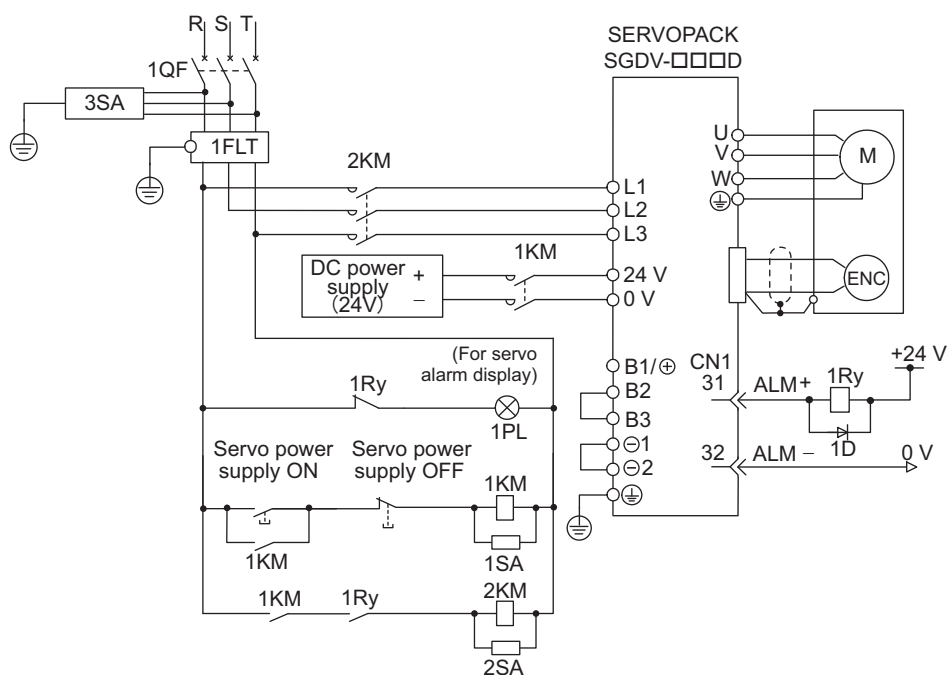 R S T
SERVOPACK
SGDV-□□□D
1QF
3SA
1FLT
2KM
U
V
W
M
L1
L2
L3
1KM
DC power
supply
(24V)
+
−
24 V
0 V
ENC
(For servo
alarm display)
B1/⊕
CN1
31
ALM+
1Ry
+24 V
1Ry
1PL
B2
B3
1D
⊖1
32
ALM −
0 V
⊖2
Servo power
supply ON
Servo power
supply OFF
1KM
1KM
1SA
1KM
1Ry
2KM
2SA